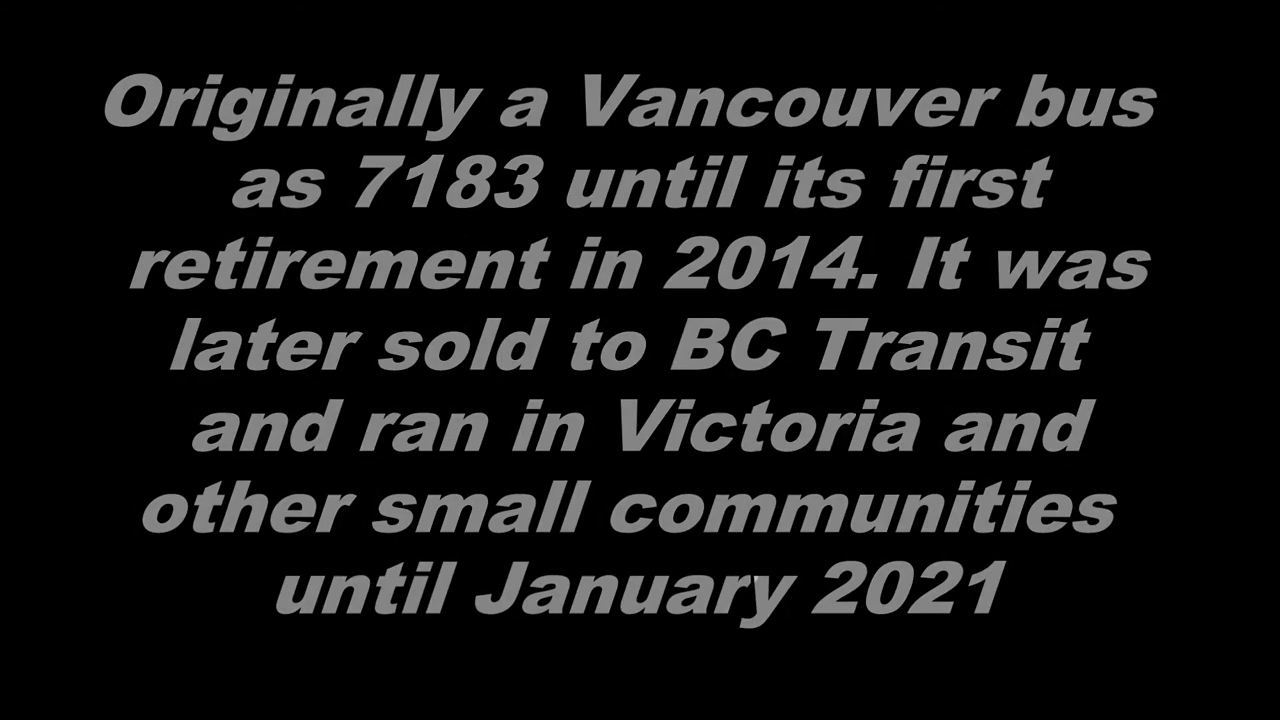 Originally a Vancouver bus
as 7183 until its first
retirement in 2014. It was
later sold to BC Transit
and ran in Victoria and
other small communities
until January 2021